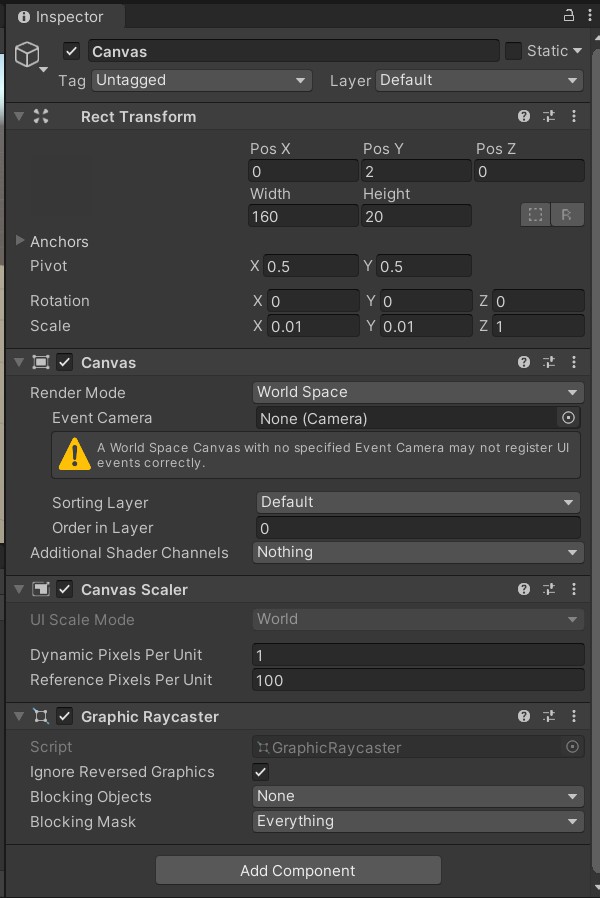 Inspector
Canvas Static
Tag Untagged Layer Default
Rect Transform
Pos X Pos Y Pos Z
0 2 0
Width Height
160 20
R
Anchors
Pivot X 0.5 Y 0.5
Rotation X 0 Y 0 Z 0
Scale X 0.01 Y 0.01 Z 1
Canvas
Render Mode World Space
Event Camera None (Camera)
A World Space Canvas with no specified Event Camera may not register UI
events correctly.
Sorting Layer Default
Order in Layer 0
Additional Shader Channels Nothing
Canvas Scaler
UI Scale Mode World
Dynamic Pixels Per Unit 1
Reference Pixels Per Unit 100
Graphic Raycaster
Script GraphicRaycaster
Ignore Reversed Graphics
Blocking Objects None
Blocking Mask Everything
Add Component